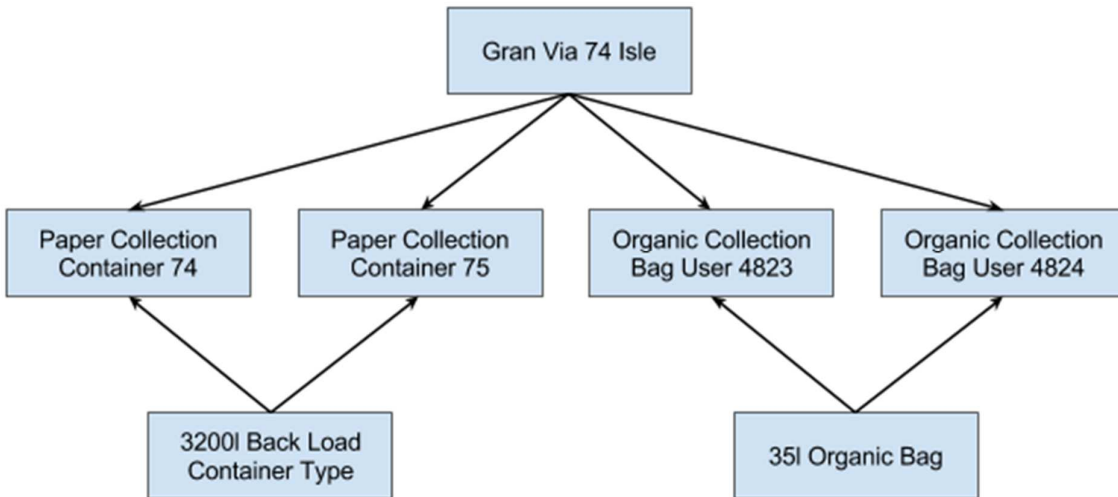 Gran Via 74 Isle
Paper Collection
Container 74
Paper Collection
Container 75
Organic Collection
Bag User 4823
Organic Collection
Bag User 4824
3200l Back Load
Container Type
35l Organic Bag